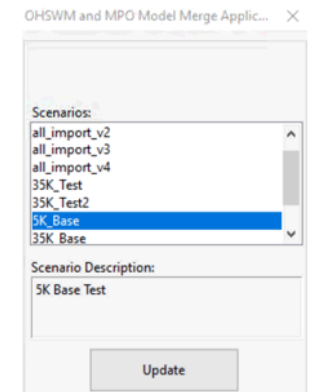 OHSWM and MPO Model Merge Applic...
Scenarios:
all_import_v2
all_import_v3
all_import_v4
35K_Test
35K_Test2
5K_Base
35K_Base
Scenario Description:
5K Base Test
Update